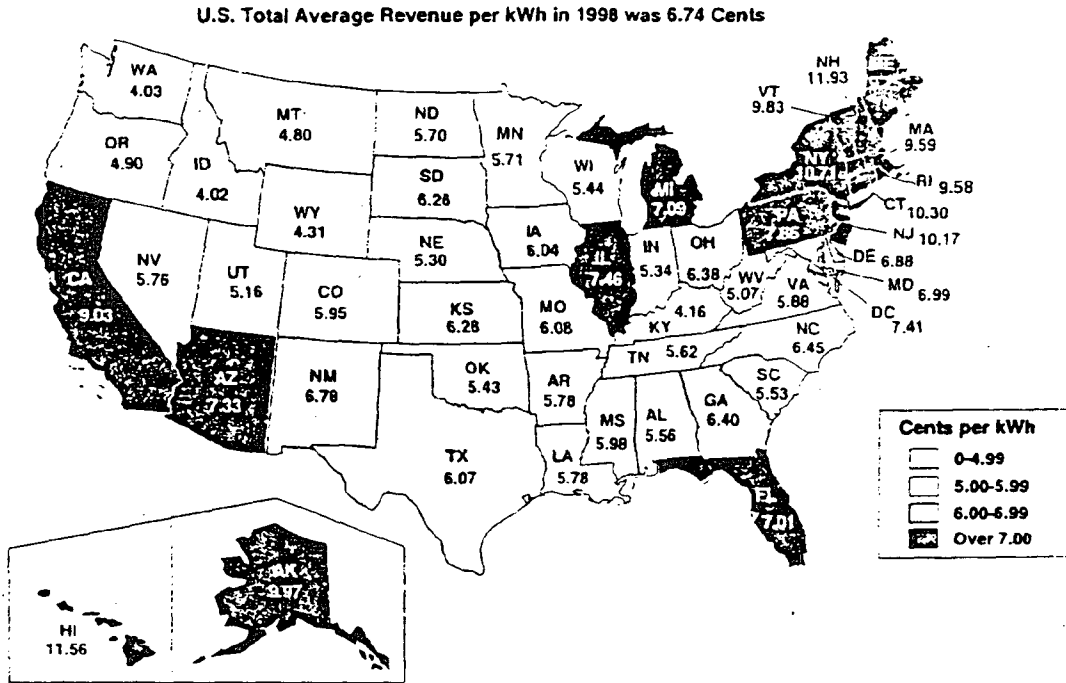 U.S. Total Average Revenue per kWh in 1998 was 6.74 Cents
WA
4.03
OR
4.90
ID
4.02
MT
4.80
WY
4.31
ND
5.70
SD
6.28
NE
5.30
MN
5.71
WI
5.44
IA
6.04
MI
7.09
IL
7.46
IN
5.34
OH
6.38
CA
9.03
NV
5.76
UT
5.16
CO
5.95
KS
6.28
MO
6.08
KY
4.16
WV
5.07
VA
5.88
AZ
7.33
NM
6.78
OK
5.43
AR
5.78
TN
5.62
NC
6.45
SC
5.53
TX
6.07
LA
5.78
MS
5.98
AL
5.56
GA
6.40
FL
7.01
NH
11.93
VT
9.83
NY
10.71
PA
MA
9.59
RI 9.58
CT 10.30
NJ 10.17
DE
6.88
MD
6.99
DC
7.41
HI
11.56
AK
9.97
Cents per kWh
0-4.99
5.00-5.99
6.00-6.99
Over 7.00